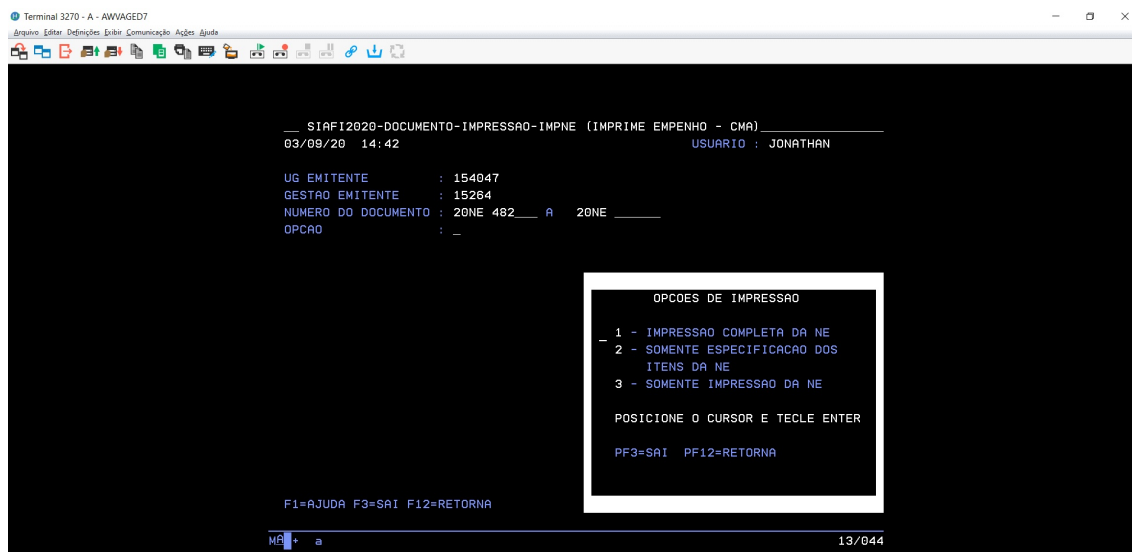 Terminal 3270 - A - AWVAGED7
Arquivo Editar Definições Exibir Comunicação Ações Ajuda
__ SIAFI2020-DOCUMENTO-IMPRESSAO-IMPNE (IMPRIME EMPENHO - CMA)________________
03/09/20 14:42 USUARIO : JONATHAN
UG EMITENTE : 154047
GESTAO EMITENTE : 15264
NUMERO DO DOCUMENTO : 20NE 482___ A 20NE ______
OPCAO : _
OPCOES DE IMPRESSAO
_ 1 - IMPRESSAO COMPLETA DA NE
2 - SOMENTE ESPECIFICACAO DOS
ITENS DA NE
3 - SOMENTE IMPRESSAO DA NE
POSICIONE O CURSOR E TECLE ENTER
PF3=SAI PF12=RETORNA
F1=AJUDA F3=SAI F12=RETORNA
MA + a 13/044